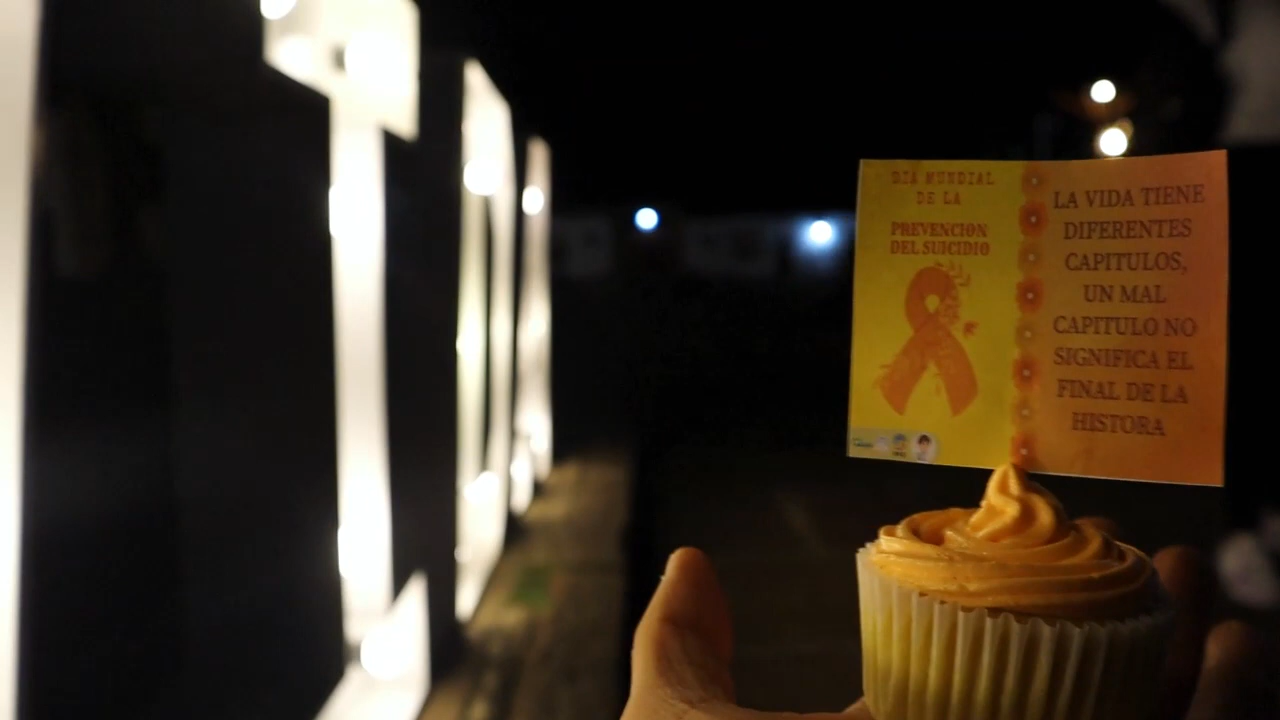 DIA MUNDIAL
DE LA
PREVENCION
DEL SUICIDIO
LA VIDA TIENE
DIFERENTES
CAPITULOS,
UN MAL
CAPITULO NO
SIGNIFICA EL
FINAL DE LA
HISTORA